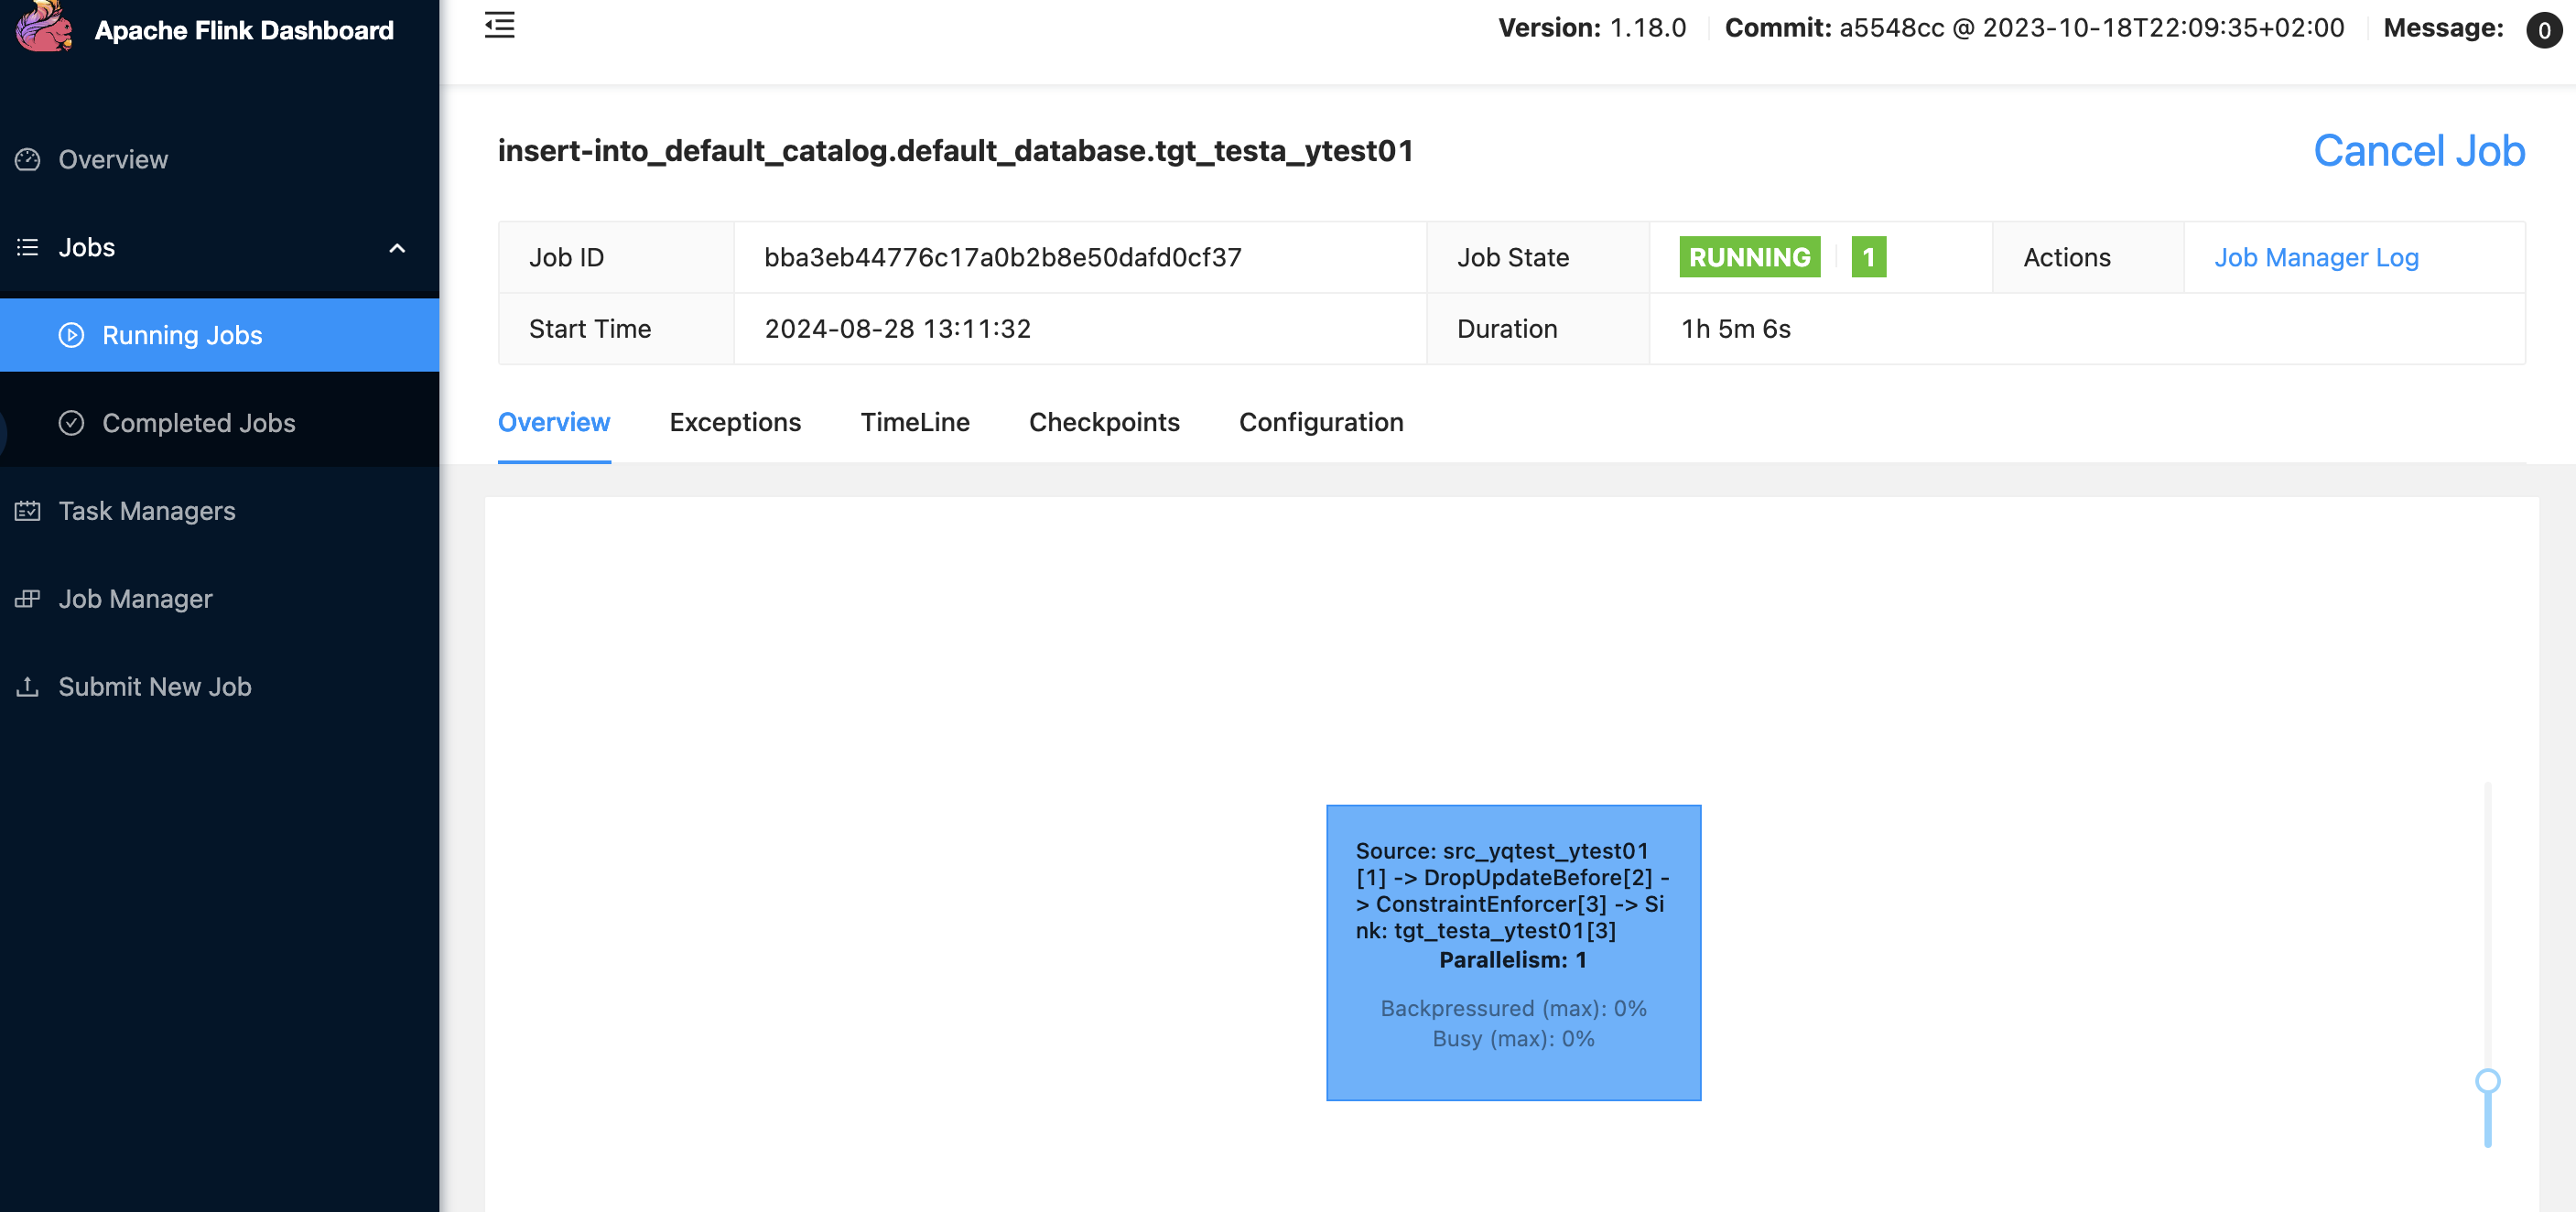 Apache Flink Dashboard
Version: 1.18.0 Commit: a5548cc @ 2023-10-18T22:09:35+02:00 Message: 0
Overview
Jobs
Running Jobs
Completed Jobs
Task Managers
Job Manager
Submit New Job
insert-into_default_catalog.default_database.tgt_testa_ytest01
Cancel Job
Job ID bba3eb44776c17a0b2b8e50dafd0cf37 Job State RUNNING 1 Actions Job Manager Log
Start Time 2024-08-28 13:11:32 Duration 1h 5m 6s
Overview Exceptions TimeLine Checkpoints Configuration
Source: src_yqtest_ytest01
[1] -> DropUpdateBefore[2] -
> ConstraintEnforcer[3] -> Si
nk: tgt_testa_ytest01[3]
Parallelism: 1
Backpressured (max): 0%
Busy (max): 0%